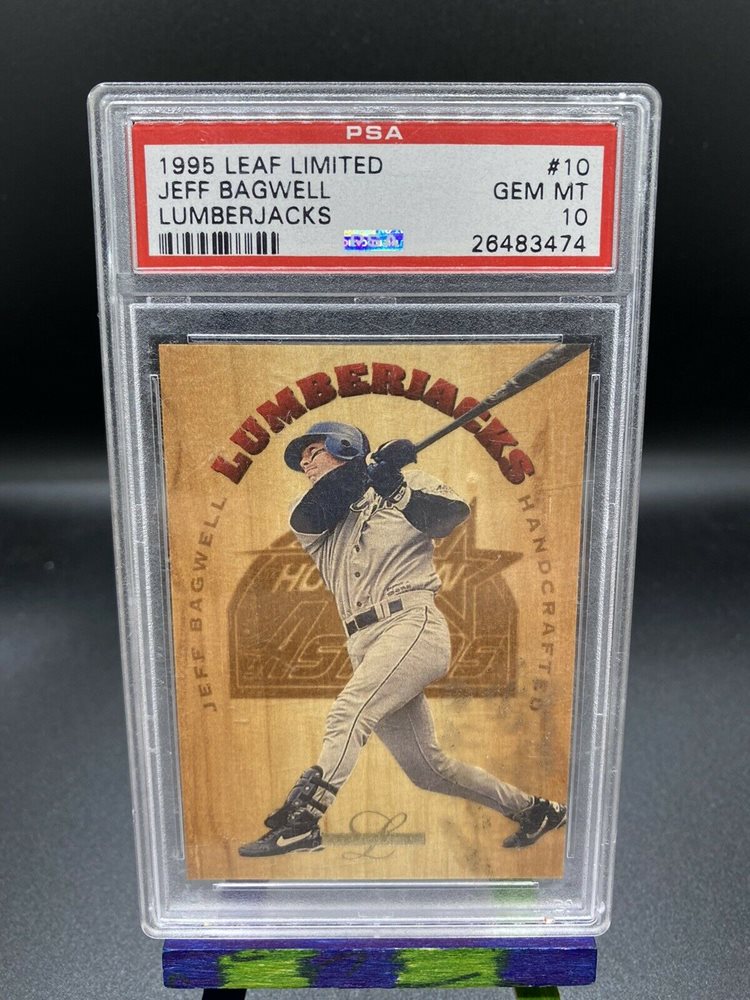 PSA
1995 LEAF LIMITED #10
JEFF BAGWELL GEM MT
LUMBERJACKS 10
26483474
LUMBERJACKS
JEFF BAGWELL
HANDCRAFTED
L